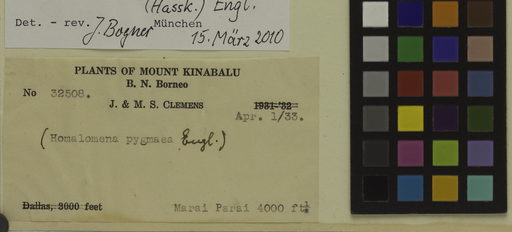 (Hassk.) Engl.
Det. - rev. J. Bogner München
15. März 2010
PLANTS OF MOUNT KINABALU
B. N. Borneo
No 32508.
J. & M. S. CLEMENS
1931-'32
Apr. 1/33.
(Homalomena pygmaea Engl.)
Dallas, 3000 feet
Marai Parai 4000 ft